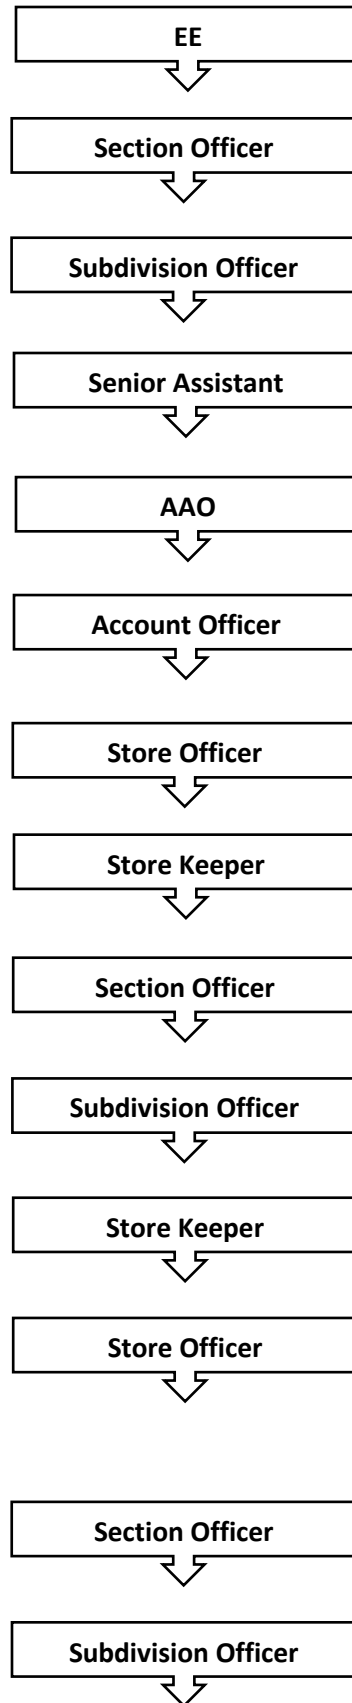 EE
Section Officer
Subdivision Officer
Senior Assistant
AAO
Account Officer
Store Officer
Store Keeper
Section Officer
Subdivision Officer
Store Keeper
Store Officer
Section Officer
Subdivision Officer